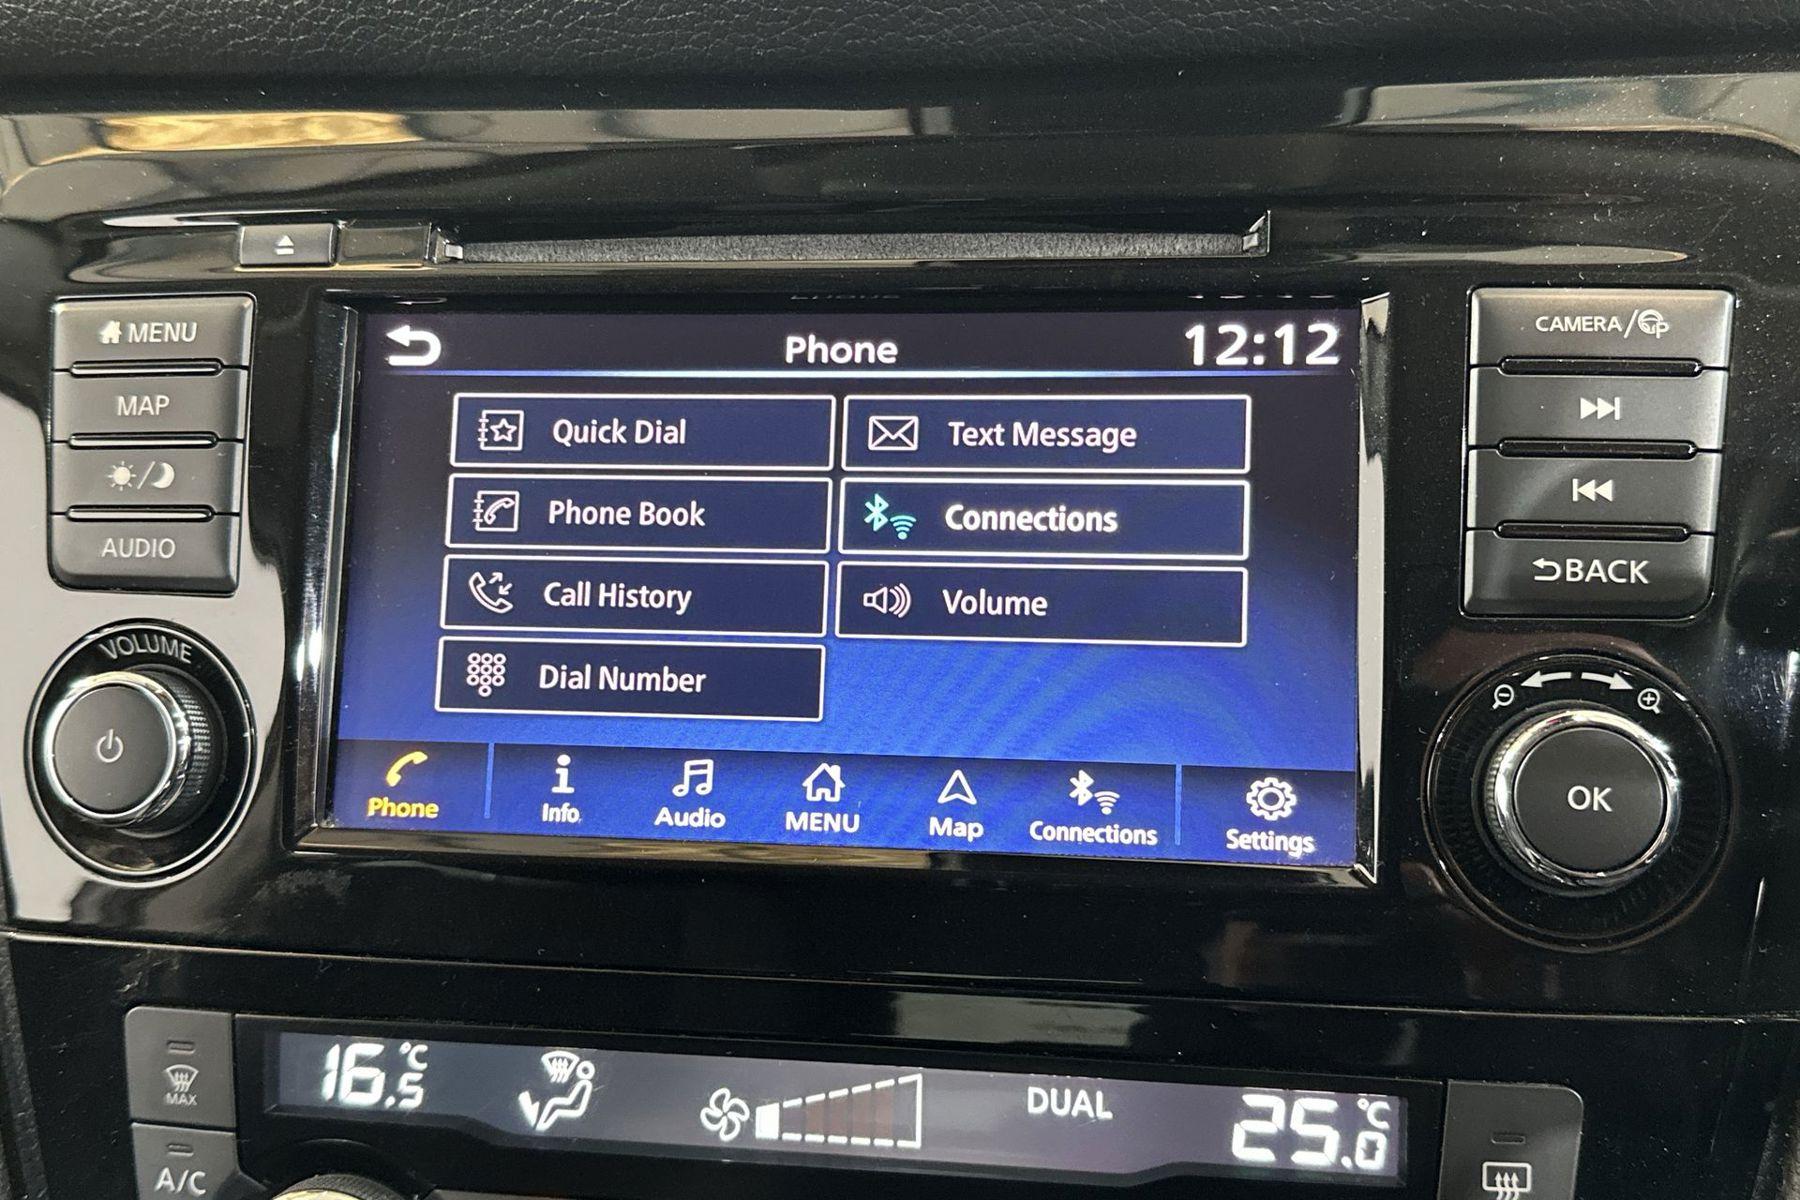 MENU
MAP
AUDIO
VOLUME
Phone
12:12
Quick Dial
Text Message
Phone Book
Connections
Call History
Volume
Dial Number
Phone
Info
Audio
MENU
Map
Connections
Settings
CAMERA/
P
BACK
OK
MAX
A/C
16.5 °C
DUAL
25.0 °C